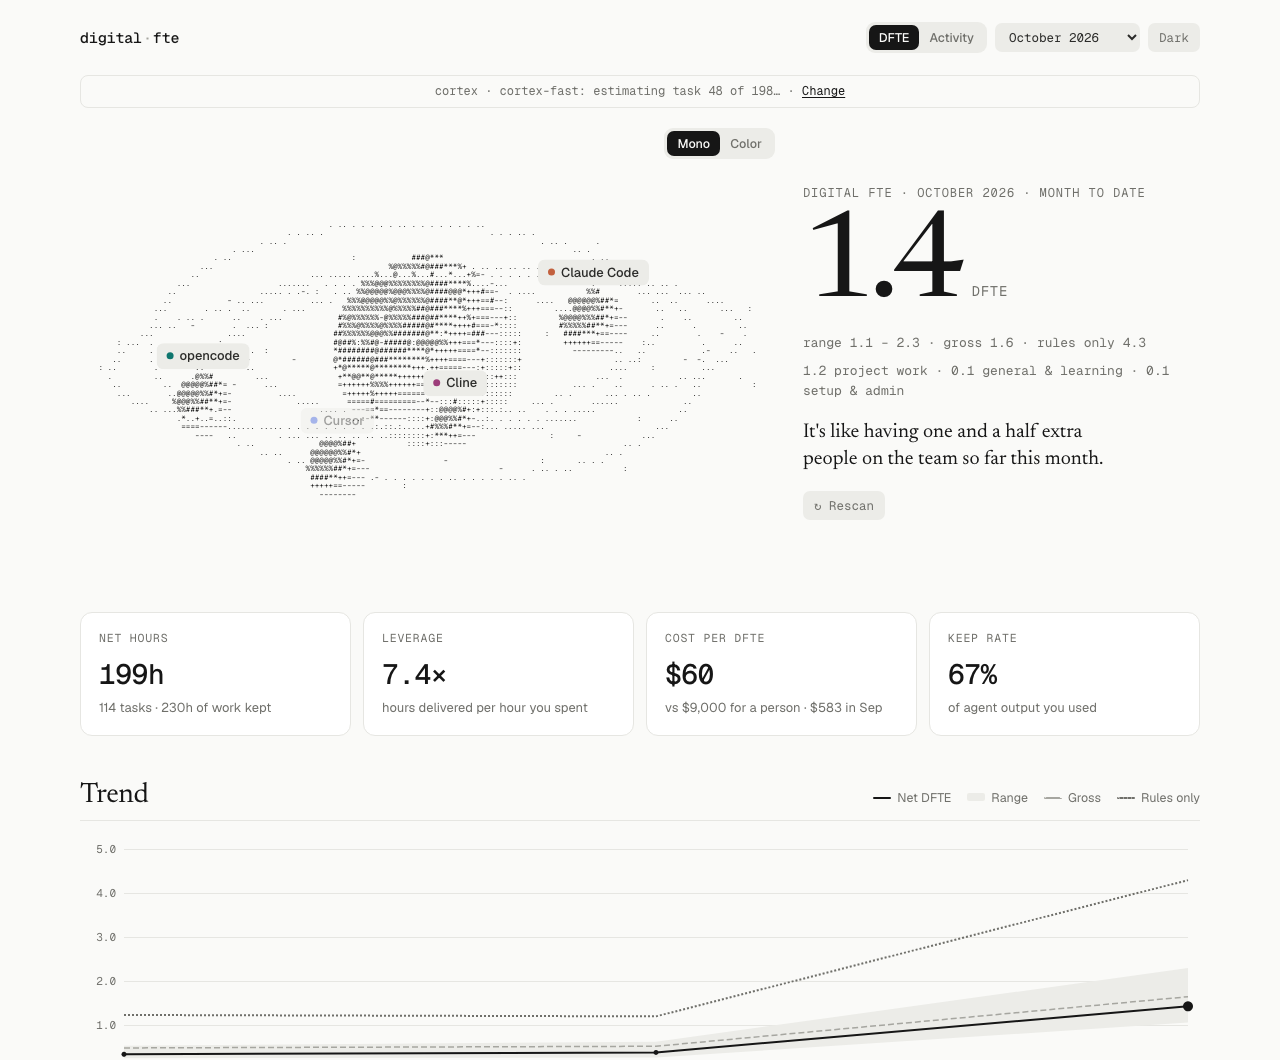 digital·fte
DFTE Activity
October 2026
Dark
cortex · cortex-fast: estimating task 48 of 198… · Change
Mono Color
DIGITAL FTE · OCTOBER 2026 · MONTH TO DATE
1.4 DFTE
range 1.1 – 2.3 · gross 1.6 · rules only 4.3
1.2 project work · 0.1 general & learning · 0.1
setup & admin
It's like having one and a half extra
people on the team so far this month.
↻ Rescan
Claude Code
opencode
Cline
Cursor
NET HOURS
199h
114 tasks · 230h of work kept
LEVERAGE
7.4×
hours delivered per hour you spent
COST PER DFTE
$60
vs $9,000 for a person · $583 in Sep
KEEP RATE
67%
of agent output you used
Trend
Net DFTE Range Gross Rules only
5.0
4.0
3.0
2.0
1.0